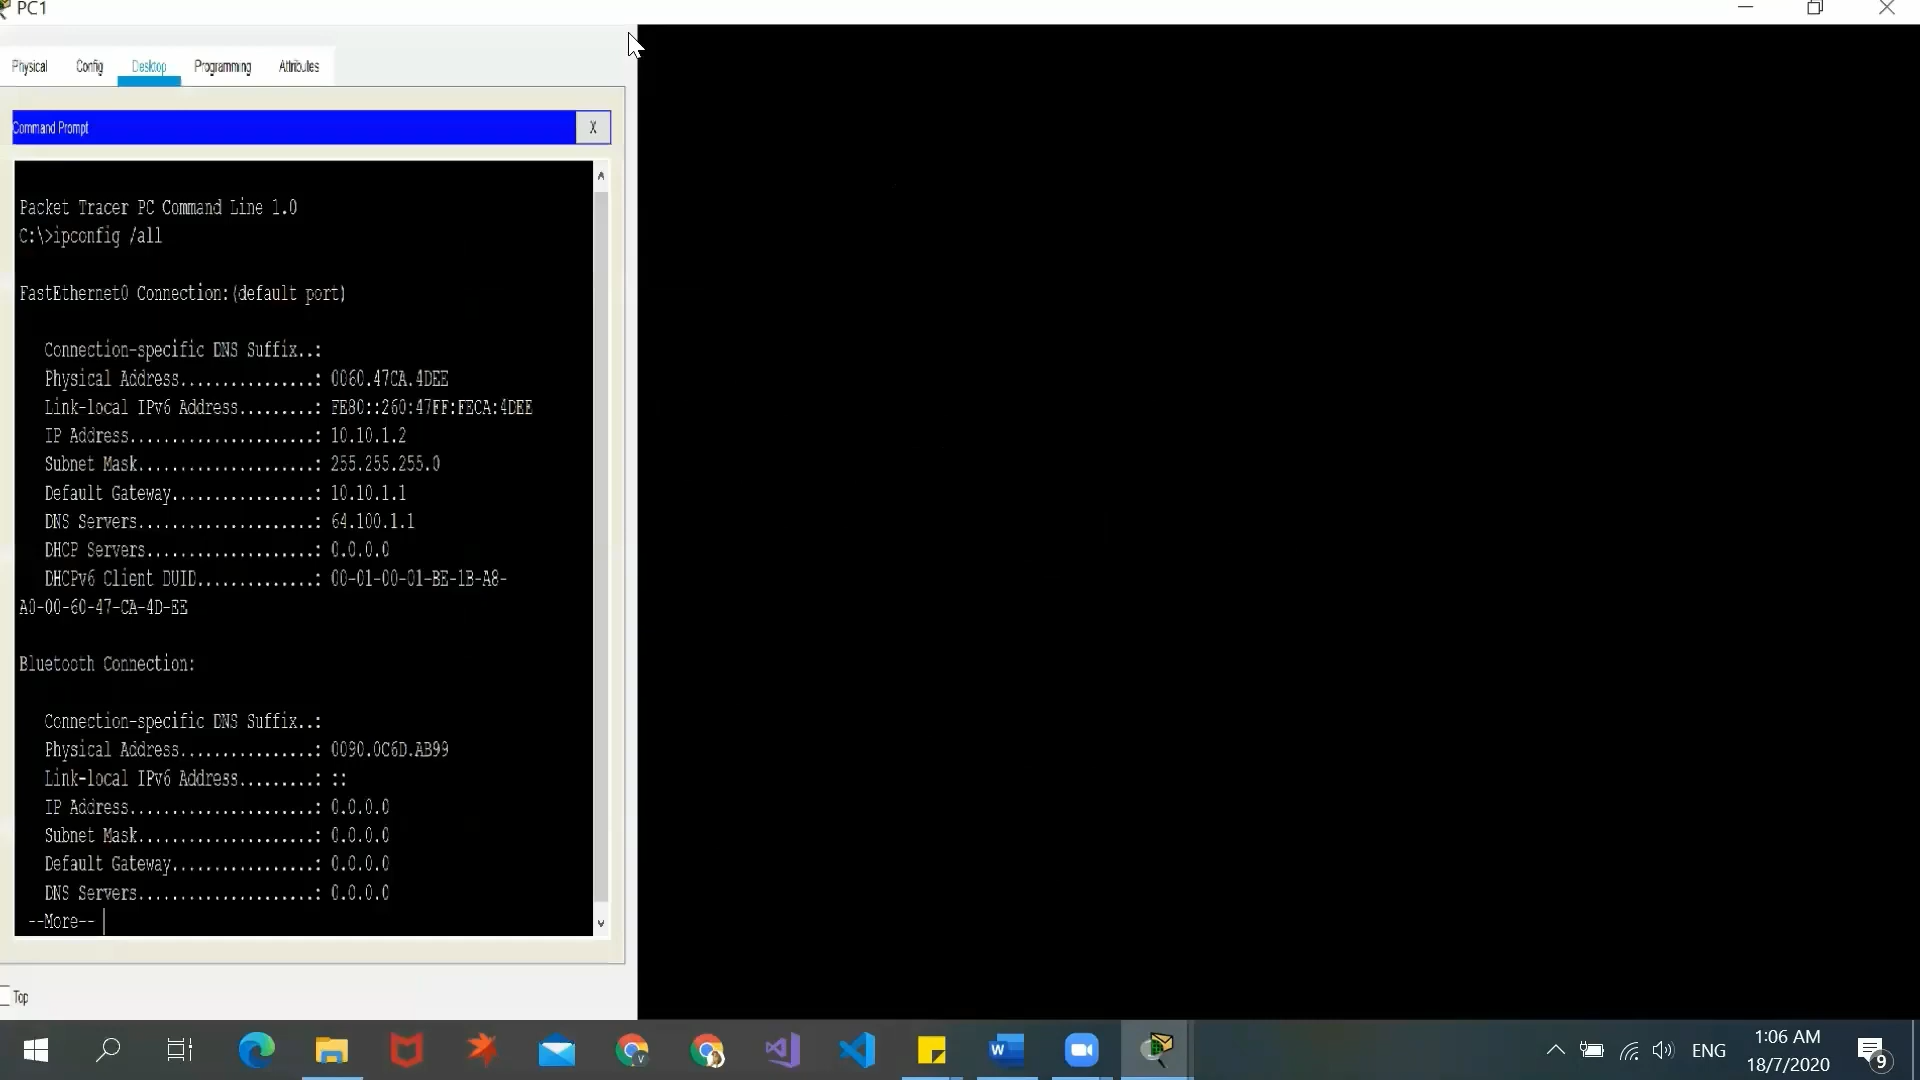 PC1
Physical Config Desktop Programming Attributes
Command Prompt X
Packet Tracer PC Command Line 1.0
C:\>ipconfig /all
FastEthernet0 Connection:(default port)
Connection-specific DNS Suffix..:
Physical Address................: 0060.47CA.4DEE
Link-local IPv6 Address.........: FE80::260:47FF:FECA:4DEE
IP Address......................: 10.10.1.2
Subnet Mask.....................: 255.255.255.0
Default Gateway.................: 10.10.1.1
DNS Servers.....................: 64.100.1.1
DHCP Servers....................: 0.0.0.0
DHCPv6 Client DUID..............: 00-01-00-01-BE-1B-A8-
A0-00-60-47-CA-4D-EE
Bluetooth Connection:
Connection-specific DNS Suffix..:
Physical Address................: 0090.0C6D.AB99
Link-local IPv6 Address.........: ::
IP Address......................: 0.0.0.0
Subnet Mask.....................: 0.0.0.0
Default Gateway.................: 0.0.0.0
DNS Servers.....................: 0.0.0.0
--More--
Top
ENG
1:06 AM
18/7/2020
9